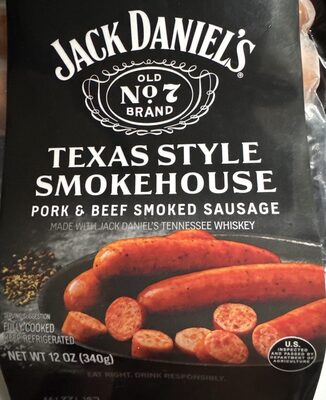 JACK DANIEL'S®
OLD
No. 7
BRAND
TEXAS STYLE
SMOKEHOUSE
PORK & BEEF SMOKED SAUSAGE
MADE WITH JACK DANIEL'S TENNESSEE WHISKEY
SERVING SUGGESTION
FULLY COOKED
KEEP REFRIGERATED
NET WT 12 OZ (340g)
U.S.
INSPECTED
AND PASSED BY
DEPARTMENT OF
AGRICULTURE
EAT RIGHT. DRINK RESPONSIBLY.